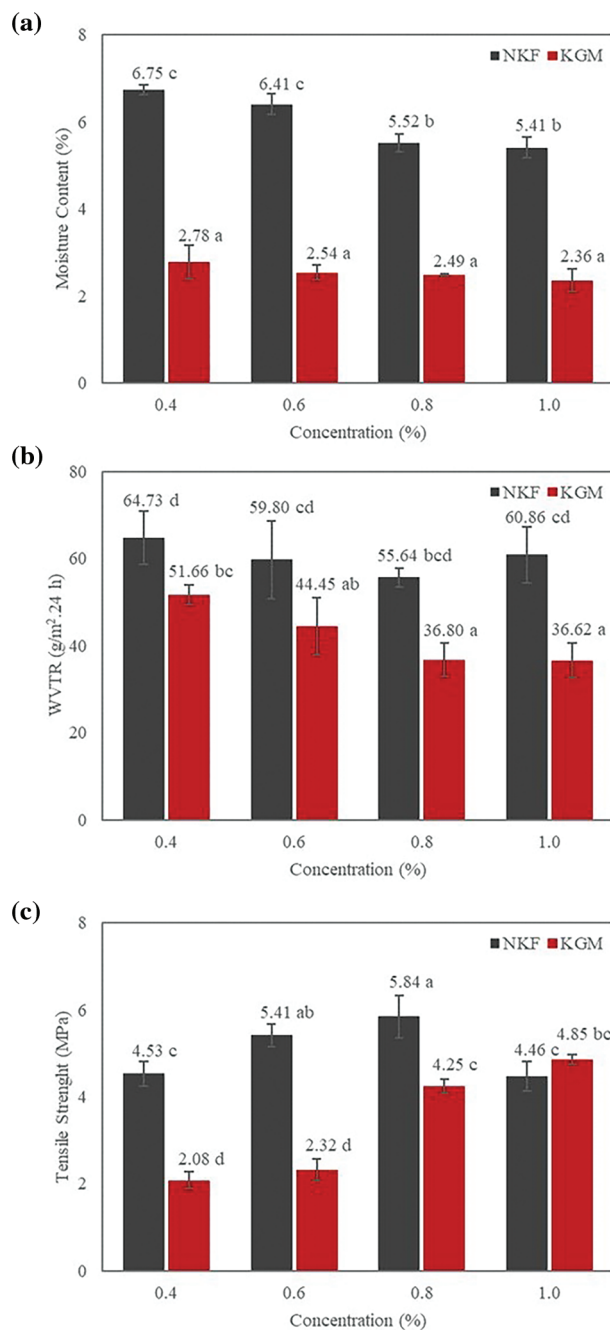 (a)
8
NKF KGM
6.75 c
6.41 c
6
5.52 b
5.41 b
Moisture Content (%)
4
2.78 a
2.54 a
2.49 a
2.36 a
2
0
0.4 0.6 0.8 1.0
Concentration (%)
(b)
80
NKF KGM
64.73 d
59.80 cd
60.86 cd
55.64 bcd
60
51.66 bc
44.45 ab
WVTR (g/m².24 h)
40
36.80 a
36.62 a
20
0
0.4 0.6 0.8 1.0
Concentration (%)
(c)
8
NKF KGM
5.84 a
6
5.41 ab
4.53 c
4.46 c
4.85 bc
4.25 c
Tensile Strenght (MPa)
4
2.08 d
2.32 d
2
0
0.4 0.6 0.8 1.0
Concentration (%)